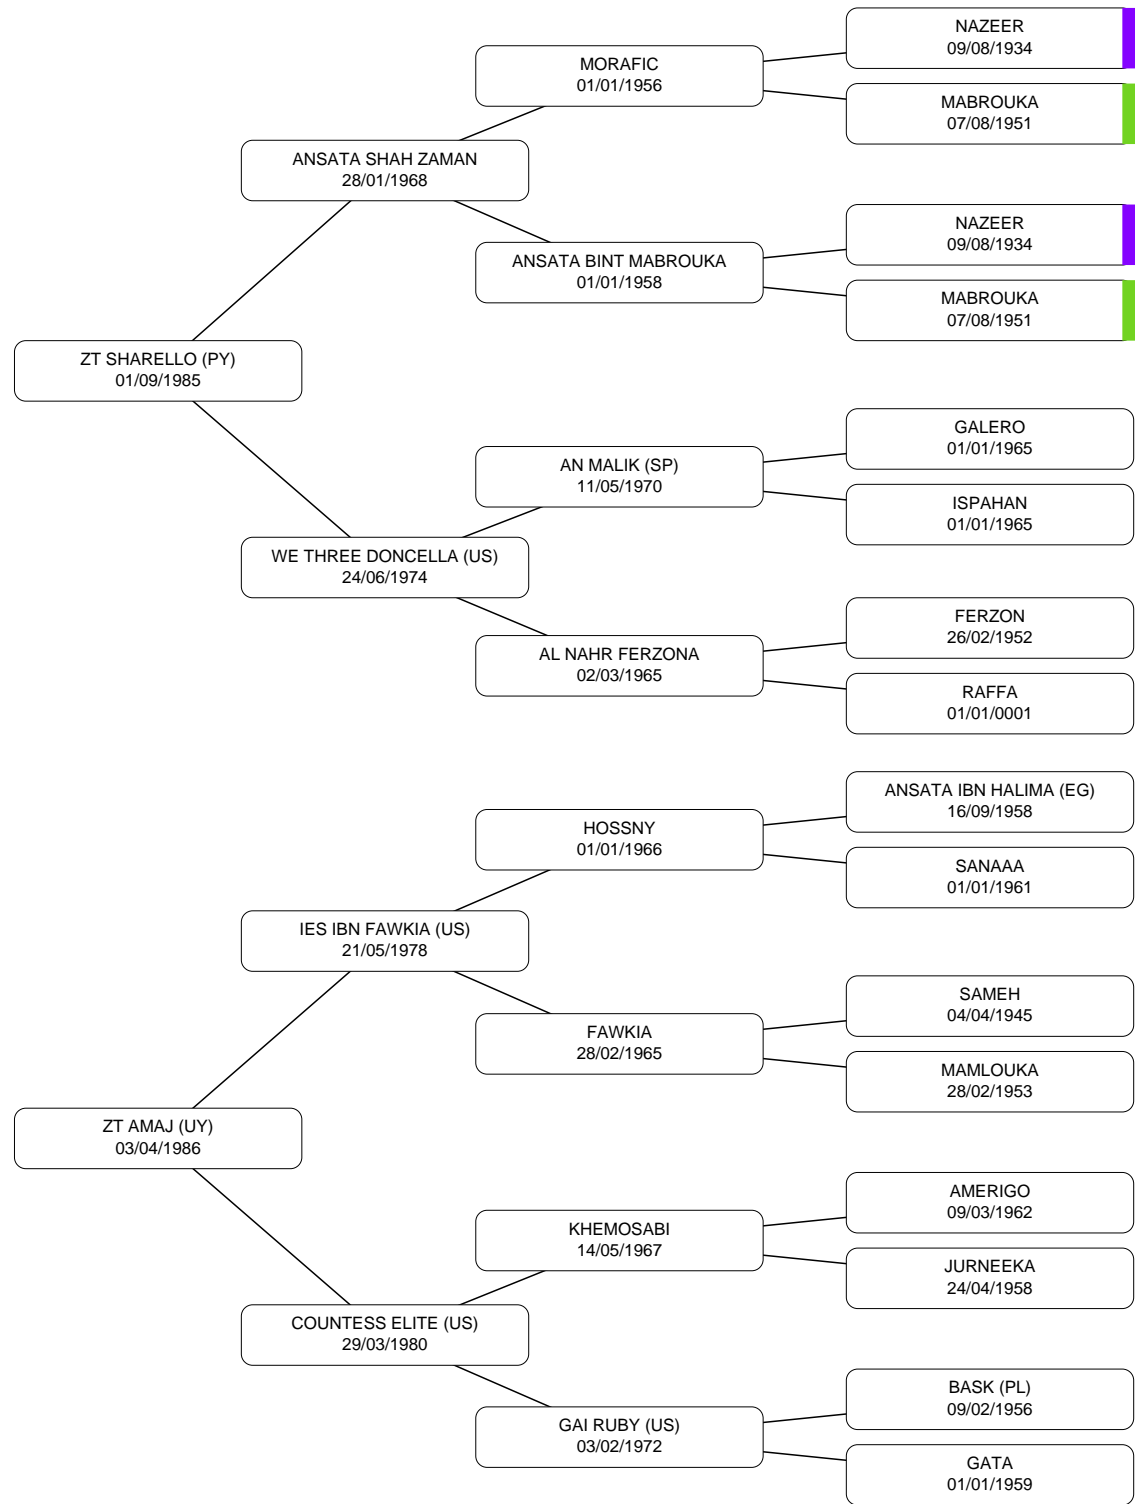 NAZEER
09/08/1934
MORAFIC
01/01/1956
MABROUKA
07/08/1951
ANSATA SHAH ZAMAN
28/01/1968
NAZEER
09/08/1934
ANSATA BINT MABROUKA
01/01/1958
MABROUKA
07/08/1951
ZT SHARELLO (PY)
01/09/1985
GALERO
01/01/1965
AN MALIK (SP)
11/05/1970
ISPAHAN
01/01/1965
WE THREE DONCELLA (US)
24/06/1974
FERZON
26/02/1952
AL NAHR FERZONA
02/03/1965
RAFFA
01/01/0001
ANSATA IBN HALIMA (EG)
16/09/1958
HOSSNY
01/01/1966
SANAAA
01/01/1961
IES IBN FAWKIA (US)
21/05/1978
SAMEH
04/04/1945
FAWKIA
28/02/1965
MAMLOUKA
28/02/1953
ZT AMAJ (UY)
03/04/1986
AMERIGO
09/03/1962
KHEMOSABI
14/05/1967
JURNEEKA
24/04/1958
COUNTESS ELITE (US)
29/03/1980
BASK (PL)
09/02/1956
GAI RUBY (US)
03/02/1972
GATA
01/01/1959